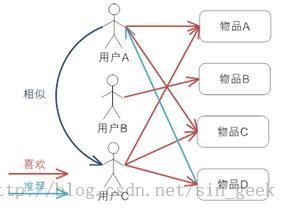 用户A
物品A
相似
用户B
物品B
物品C
喜欢
推荐
用户C
物品D
http://blog.csdn.net/sin_geek